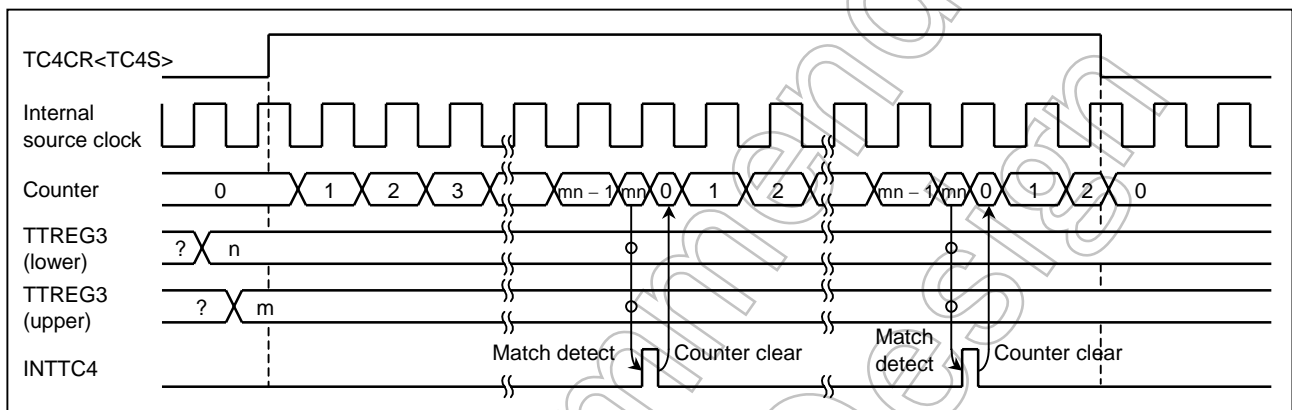 TC4CR<TC4S>
Internal
source clock
Counter 0 1 2 3 mn − 1 mn 0 1 2 mn − 1 mn 0 1 2 0
TTREG3
(lower) ? n
TTREG3
(upper) ? m
Match detect Counter clear Match
detect Counter clear
INTTC4